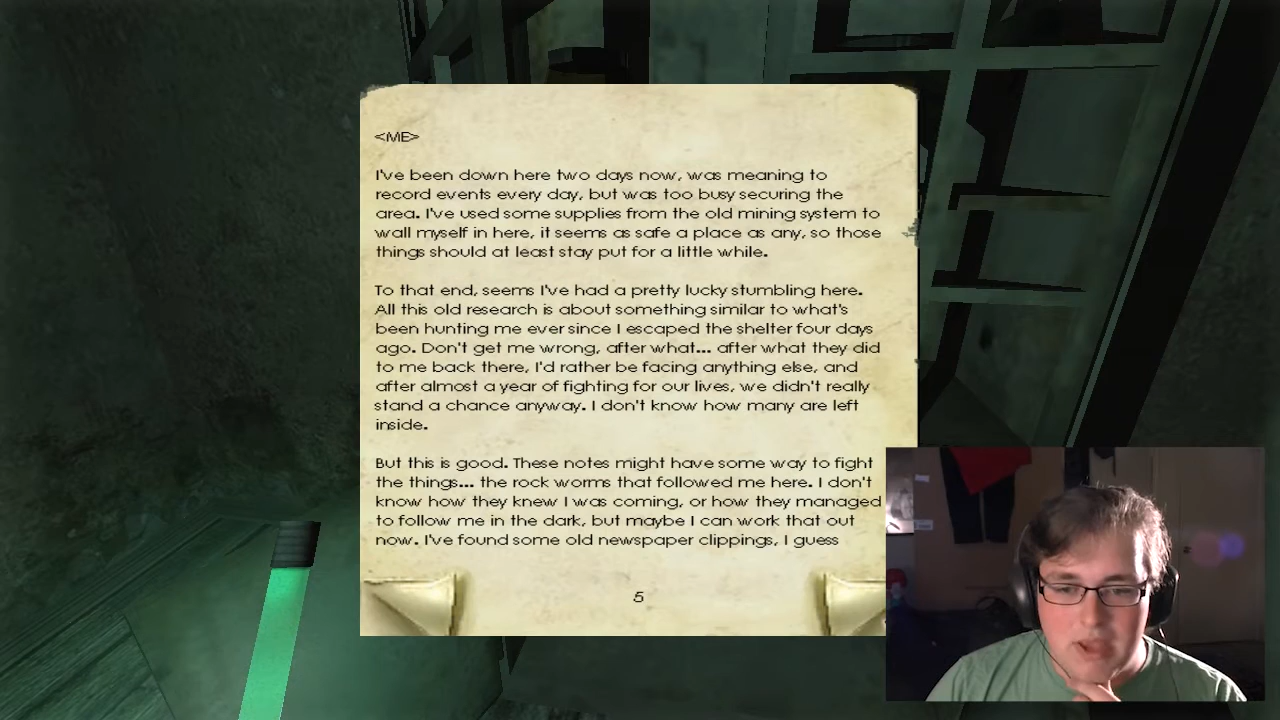 <ME>
I've been down here two days now, was meaning to
record events every day, but was too busy securing the
area. I've used some supplies from the old mining system to
wall myself in here, it seems as safe a place as any, so those
things should at least stay put for a little while.
To that end, seems I've had a pretty lucky stumbling here.
All this old research is about something similar to what's
been hunting me ever since I escaped the shelter four days
ago. Don't get me wrong, after what... after what they did
to me back there, I'd rather be facing anything else, and
after almost a year of fighting for our lives, we didn't really
stand a chance anyway. I don't know how many are left
inside.
But this is good. These notes might have some way to fight
the things... the rock worms that followed me here. I don't
know how they knew I was coming, or how they managed
to follow me in the dark, but maybe I can work that out
now. I've found some old newspaper clippings, I guess
5